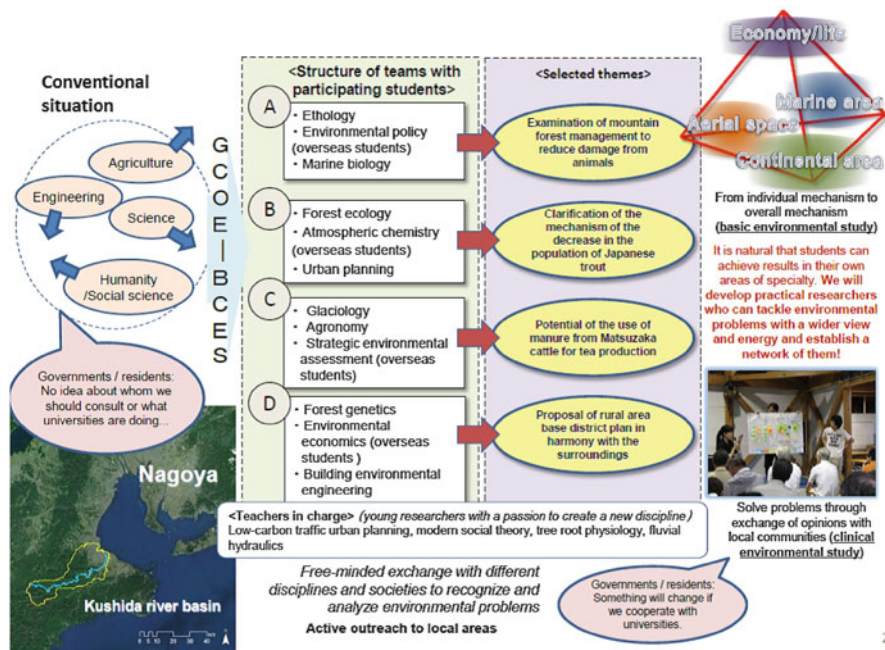 Conventional
situation
Agriculture
Engineering
Science
Humanity
/Social science
Governments / residents:
No idea about whom we
should consult or what
universities are doing...
Nagoya
Kushida river basin
G
C
O
E
|
B
C
E
S
<Structure of teams with
participating students>
A
・ Ethology
・ Environmental policy
(overseas students)
・ Marine biology
B
・ Forest ecology
・ Atmospheric chemistry
(overseas students)
・ Urban planning
C
・ Glaciology
・ Agronomy
・ Strategic environmental
assessment (overseas
students)
D
・ Forest genetics
・ Environmental
economics (overseas
students )
・ Building environmental
engineering
<Selected themes>
Examination of mountain
forest management to
reduce damage from
animals
Clarification of the
mechanism of the
decrease in the
population of Japanese
trout
Potential of the use of
manure from Matsuzaka
cattle for tea production
Proposal of rural area
base district plan in
harmony with the
surroundings
<Teachers in charge> (young researchers with a passion to create a new discipline)
Low-carbon traffic urban planning, modern social theory, tree root physiology, fluvial
hydraulics
Free-minded exchange with different
disciplines and societies to recognize and
analyze environmental problems
Active outreach to local areas
Economy/life
Marine area
Aerial space
Continental area
From individual mechanism to
overall mechanism
(basic environmental study)
It is natural that students can
achieve results in their own
areas of specialty. We will
develop practical researchers
who can tackle environmental
problems with a wider view
and energy and establish a
network of them!
Solve problems through
exchange of opinions with
local communities (clinical
environmental study)
Governments / residents:
Something will change if
we cooperate with
universities.
2